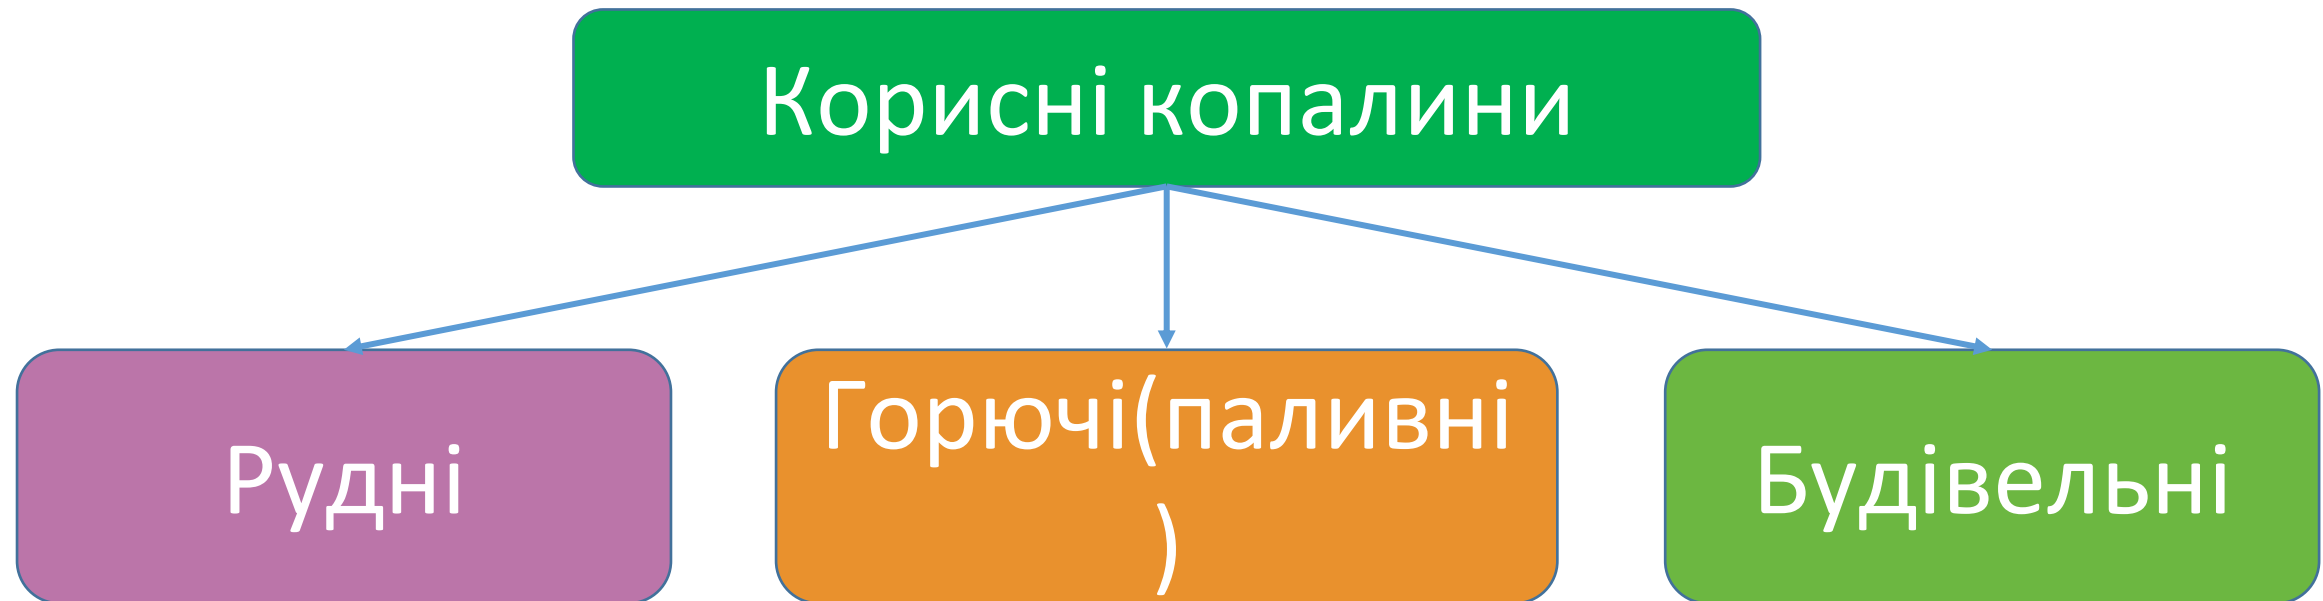 Корисні копалини
Рудні
Горючі(паливні
)
Будівельні